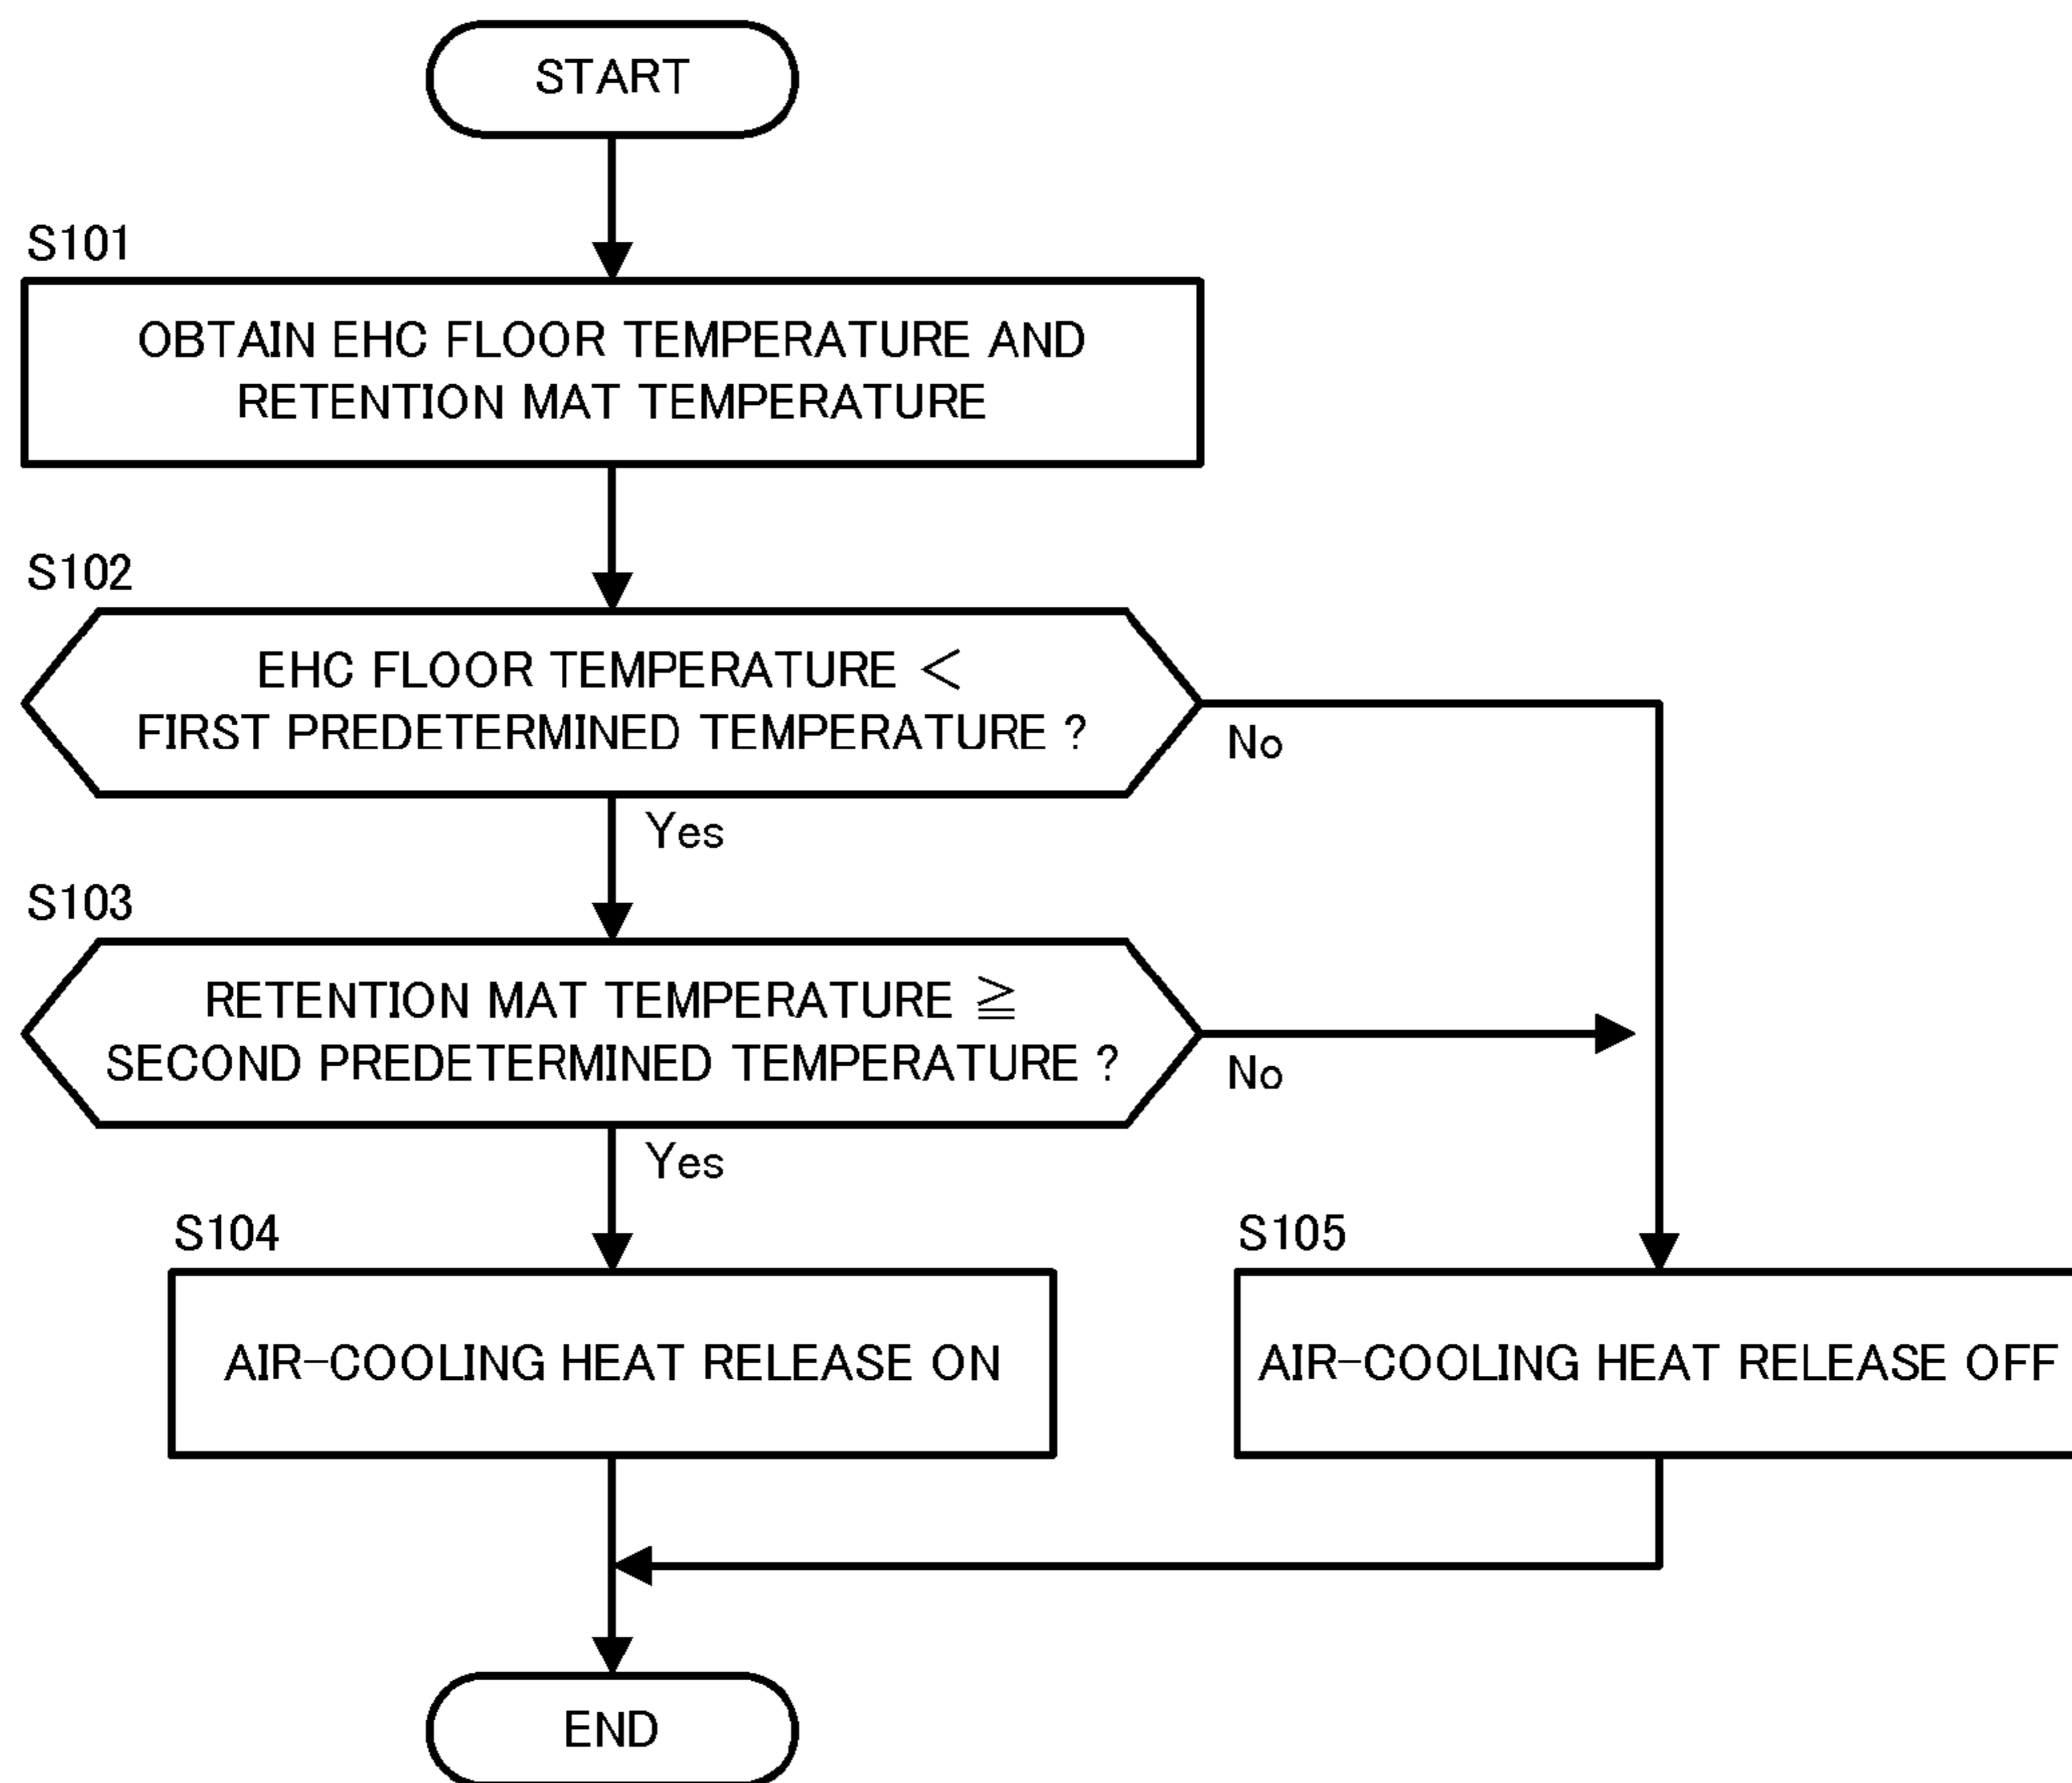 START
S101
OBTAIN EHC FLOOR TEMPERATURE AND
RETENTION MAT TEMPERATURE
S102
EHC FLOOR TEMPERATURE <
FIRST PREDETERMINED TEMPERATURE ?
No
Yes
S103
RETENTION MAT TEMPERATURE ≧
SECOND PREDETERMINED TEMPERATURE ?
No
Yes
S104
AIR-COOLING HEAT RELEASE ON
S105
AIR-COOLING HEAT RELEASE OFF
END